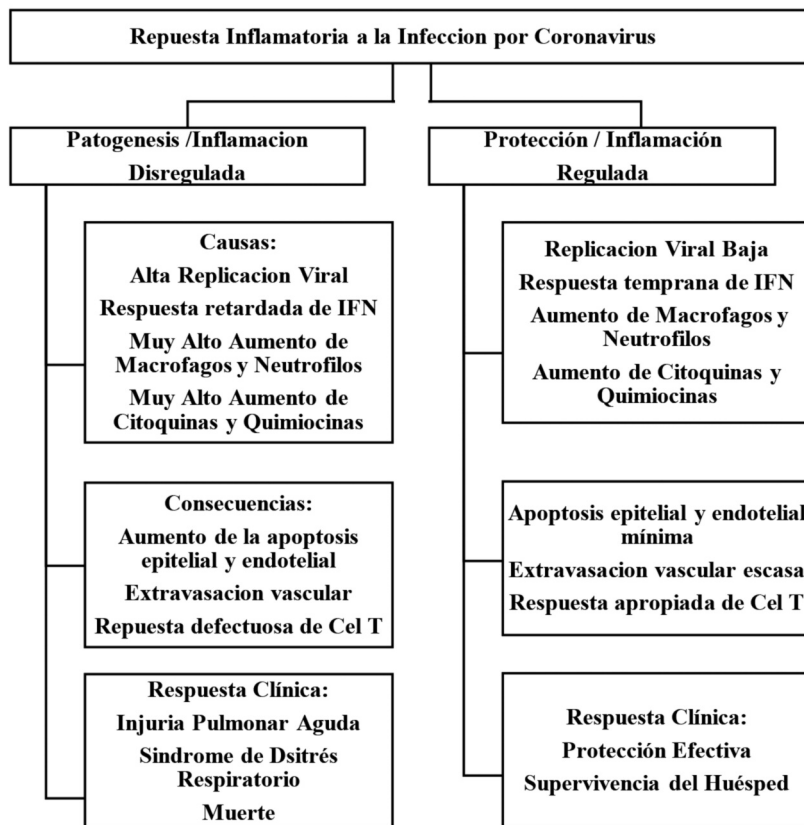 Repuesta Inflamatoria a la Infeccion por Coronavirus
Patogenesis /Inflamacion
Disregulada
Causas:
Alta Replicacion Viral
Respuesta retardada de IFN
Muy Alto Aumento de
Macrofagos y Neutrofilos
Muy Alto Aumento de
Citoquinas y Quimiocinas
Consecuencias:
Aumento de la apoptosis
epitelial y endotelial
Extravasacion vascular
Repuesta defectuosa de Cel T
Respuesta Clínica:
Injuria Pulmonar Aguda
Sindrome de Dsitrés
Respiratorio
Muerte
Protección / Inflamación
Regulada
Replicacion Viral Baja
Respuesta temprana de IFN
Aumento de Macrofagos y
Neutrofilos
Aumento de Citoquinas y
Quimiocinas
Apoptosis epitelial y endotelial
mínima
Extravasacion vascular escasa
Respuesta apropiada de Cel T
Respuesta Clínica:
Protección Efectiva
Supervivencia del Huésped